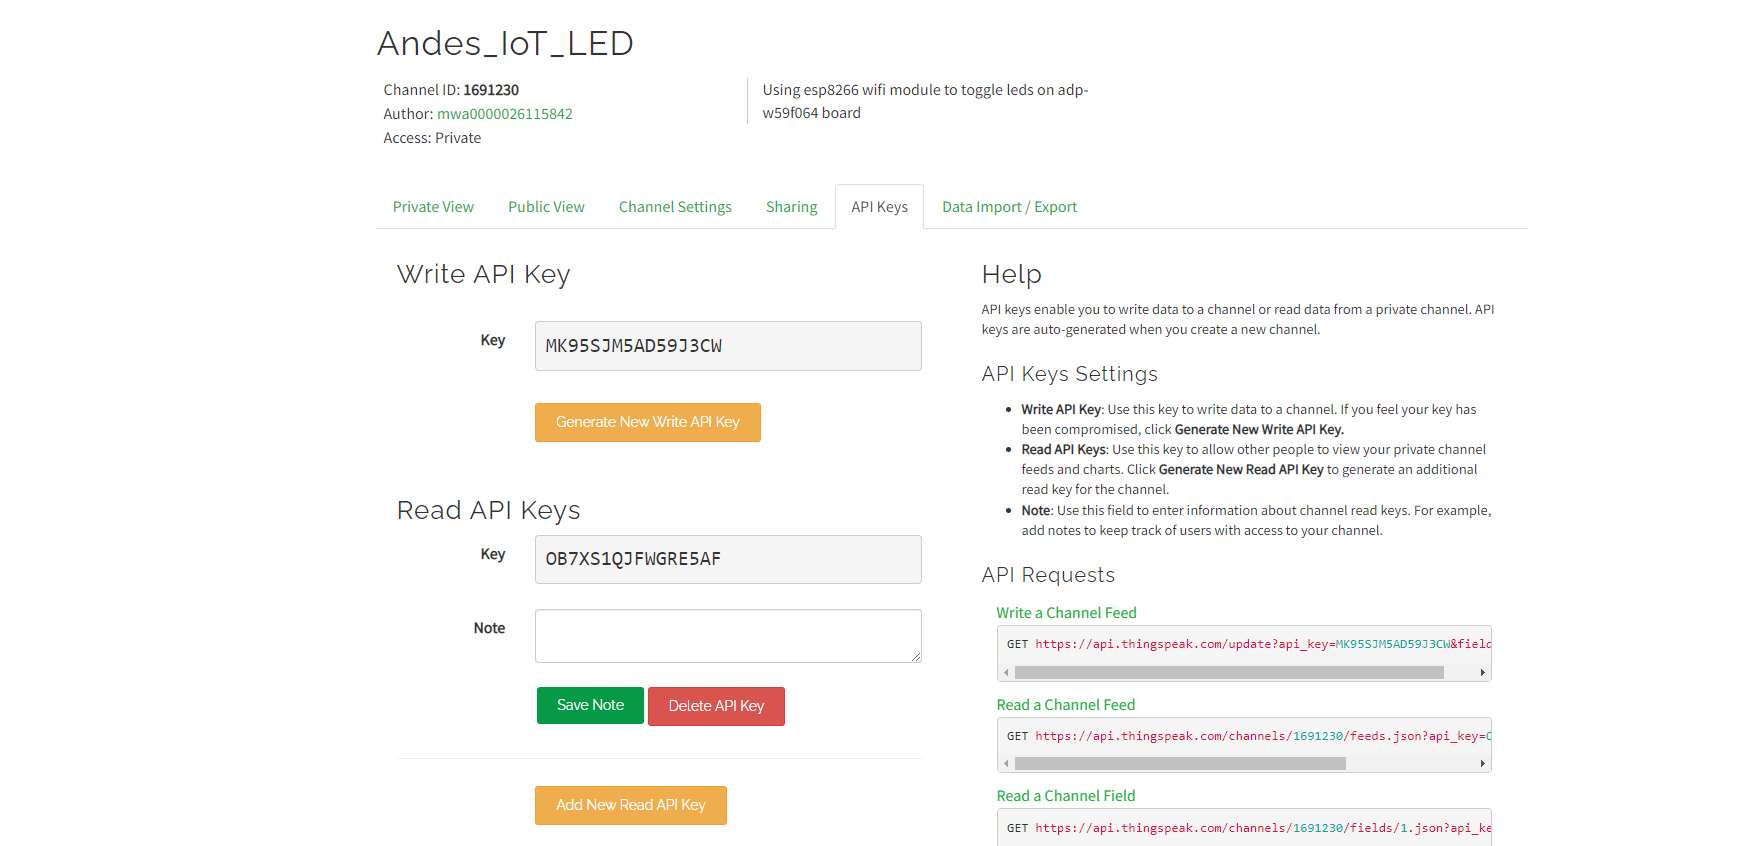 Andes_IoT_LED
Channel ID: 1691230
Author: mwa0000026115842
Access: Private
Using esp8266 wifi module to toggle leds on adp-
w59f064 board
Private View
Public View
Channel Settings
Sharing
API Keys
Data Import / Export
Write API Key
Key
MK95SJM5AD59J3CW
Generate New Write API Key
Read API Keys
Key
OB7XS1QJFWGRE5AF
Note
Save Note
Delete API Key
Add New Read API Key
Help
API keys enable you to write data to a channel or read data from a private channel. API
keys are auto-generated when you create a new channel.
API Keys Settings
• Write API Key: Use this key to write data to a channel. If you feel your key has
been compromised, click Generate New Write API Key.
• Read API Keys: Use this key to allow other people to view your private channel
feeds and charts. Click Generate New Read API Key to generate an additional
read key for the channel.
• Note: Use this field to enter information about channel read keys. For example,
add notes to keep track of users with access to your channel.
API Requests
Write a Channel Feed
GET https://api.thingspeak.com/update?api_key=MK95SJM5AD59J3CW&field
Read a Channel Feed
GET https://api.thingspeak.com/channels/1691230/feeds.json?api_key=
Read a Channel Field
GET https://api.thingspeak.com/channels/1691230/fields/1.json?api_ke